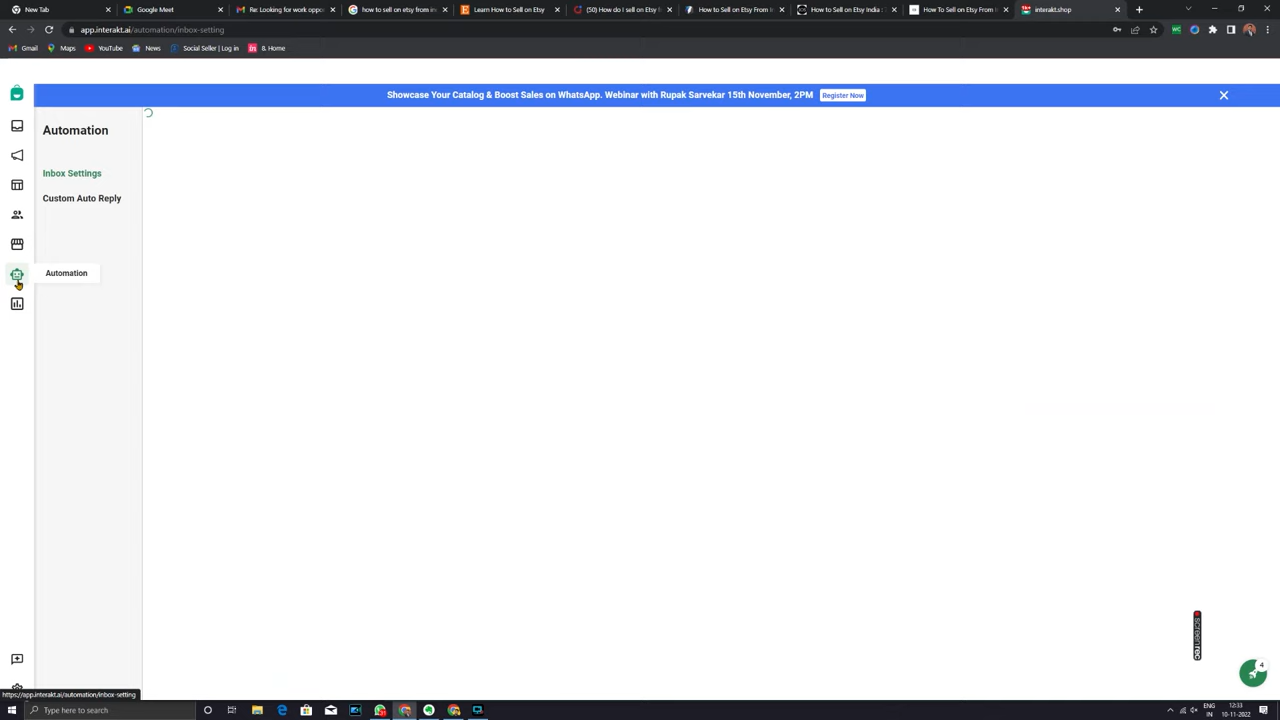 New Tab
Google Meet
Re: Looking for work oppo
how to sell on etsy from in
Learn How to Sell on Etsy
(50) How do I sell on Etsy f
How to Sell on Etsy From I
How to Sell on Etsy India
How To Sell on Etsy From I
interakt.shop
app.interakt.ai/automation/inbox-setting
Gmail
Maps
YouTube
News
Social Seller | Log in
8. Home
Showcase Your Catalog & Boost Sales on WhatsApp. Webinar with Rupak Sarvekar 15th November, 2PM
Register Now
Automation
Inbox Settings
Custom Auto Reply
Automation
screenrec
4
https://app.interakt.ai/automation/inbox-setting
Type here to search
ENG
IN
12:33
10-11-2022